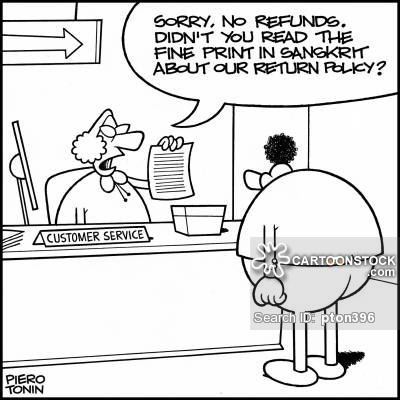 SORRY, NO REFUNDS.
DIDN'T YOU READ THE
FINE PRINT IN SANGKRIT
ABOUT OUR RETURN POLICY?
CUSTOMER SERVICE
CARTOONSTOCK
.com
Search ID: pton396
PIERO
TONIN